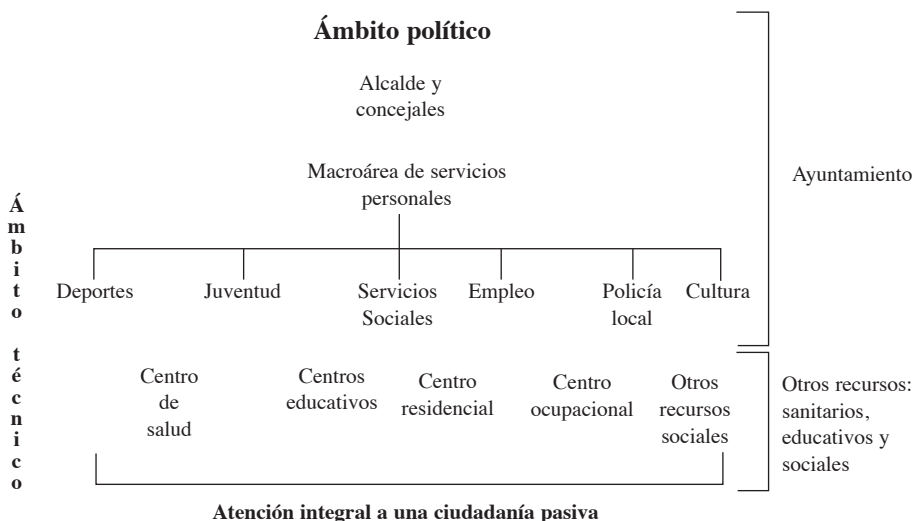 Ámbito político
Alcalde y
concejales
Macroárea de servicios
personales
Ayuntamiento
Ámbito técnico
Deportes
Juventud
Servicios
Sociales
Empleo
Policía
local
Cultura
Centro
de
salud
Centros
educativos
Centro
residencial
Centro
ocupacional
Otros
recursos
sociales
Otros recursos:
sanitarios,
educativos y
sociales
Atención integral a una ciudadanía pasiva